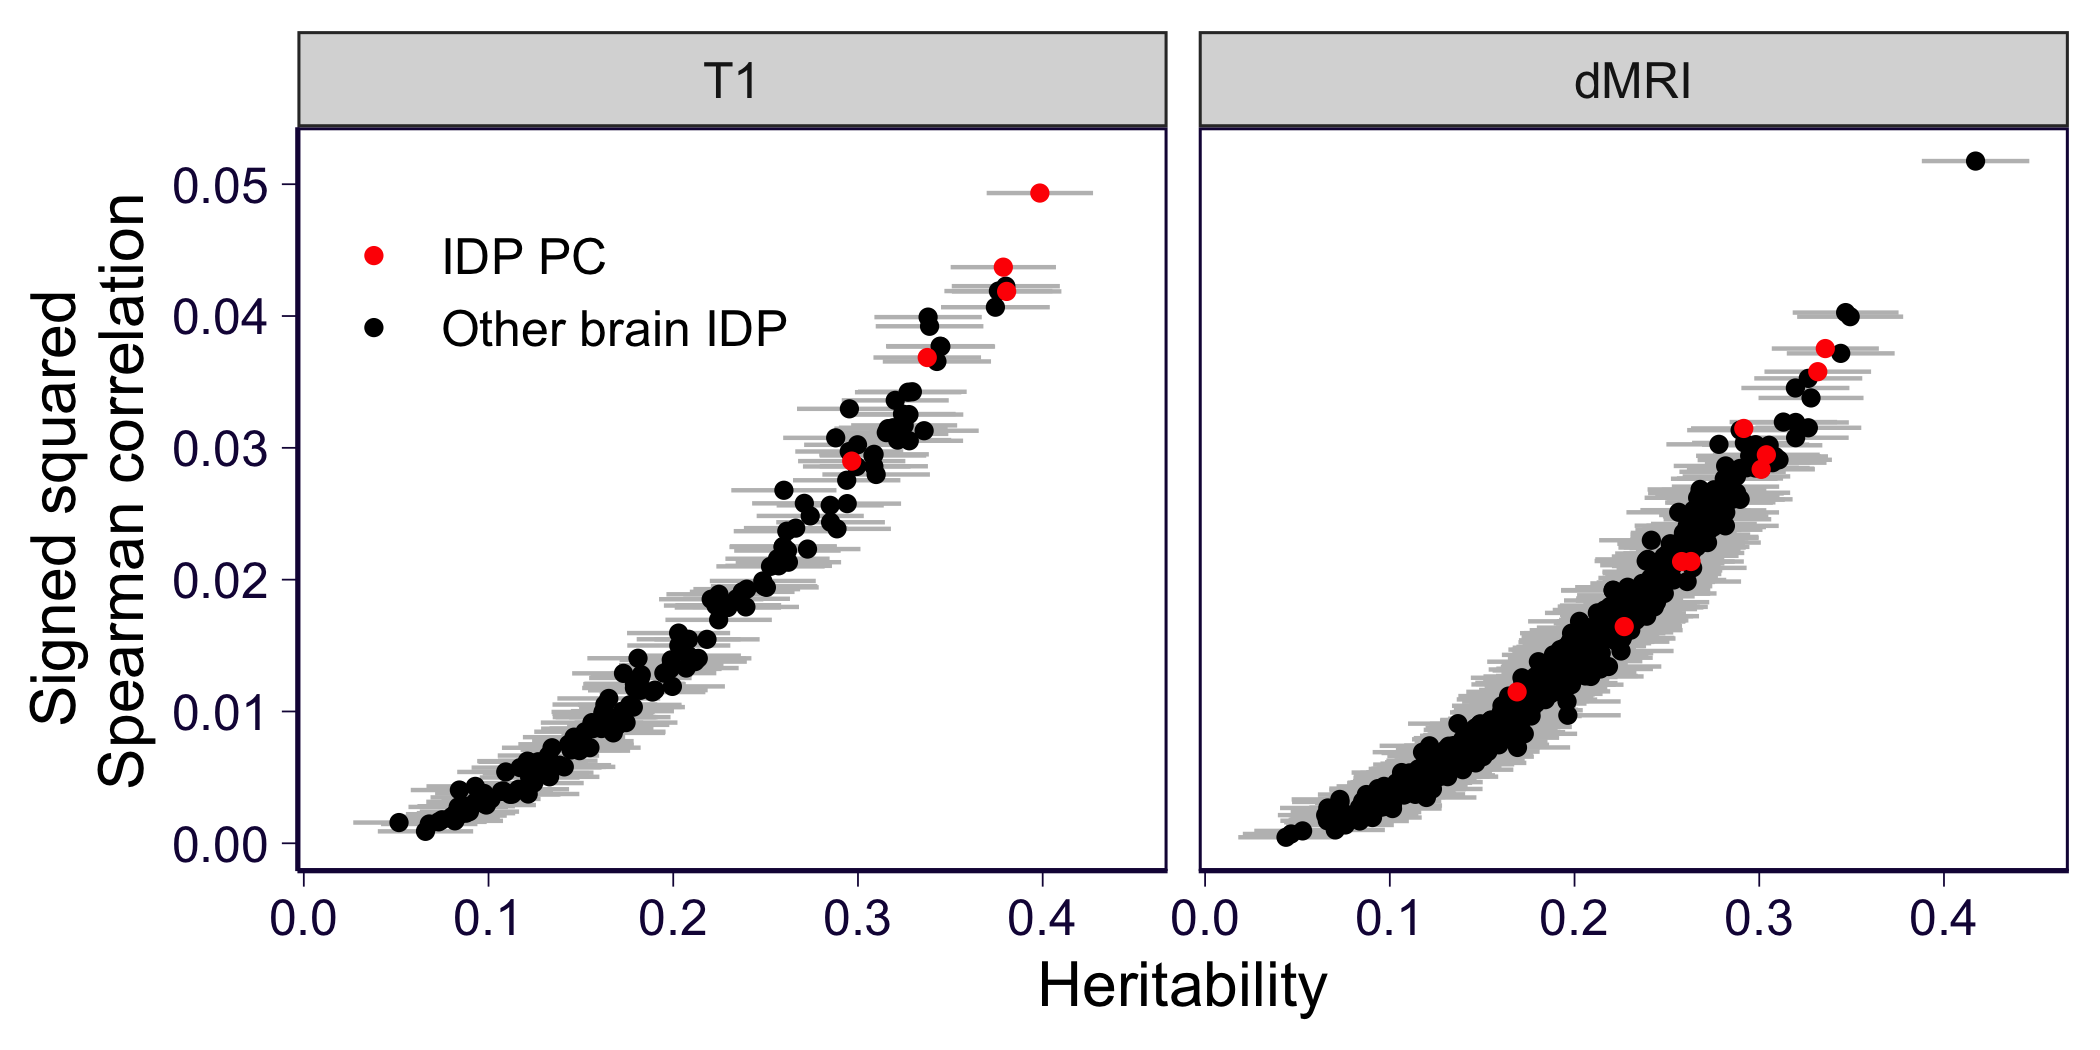 T1
dMRI
Signed squared
Spearman correlation
0.05
0.04
0.03
0.02
0.01
0.00
IDP PC
Other brain IDP
0.0 0.1 0.2 0.3 0.4
0.0 0.1 0.2 0.3 0.4
Heritability